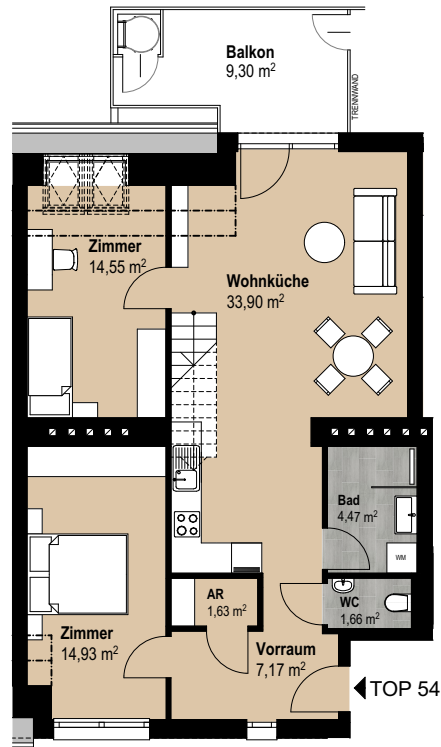 Balkon
9,30 m²
TRENNWAND
Zimmer
14,55 m²
Wohnküche
33,90 m²
Bad
4,47 m²
WM
AR
1,63 m²
WC
1,66 m²
Zimmer
14,93 m²
Vorraum
7,17 m²
TOP 54